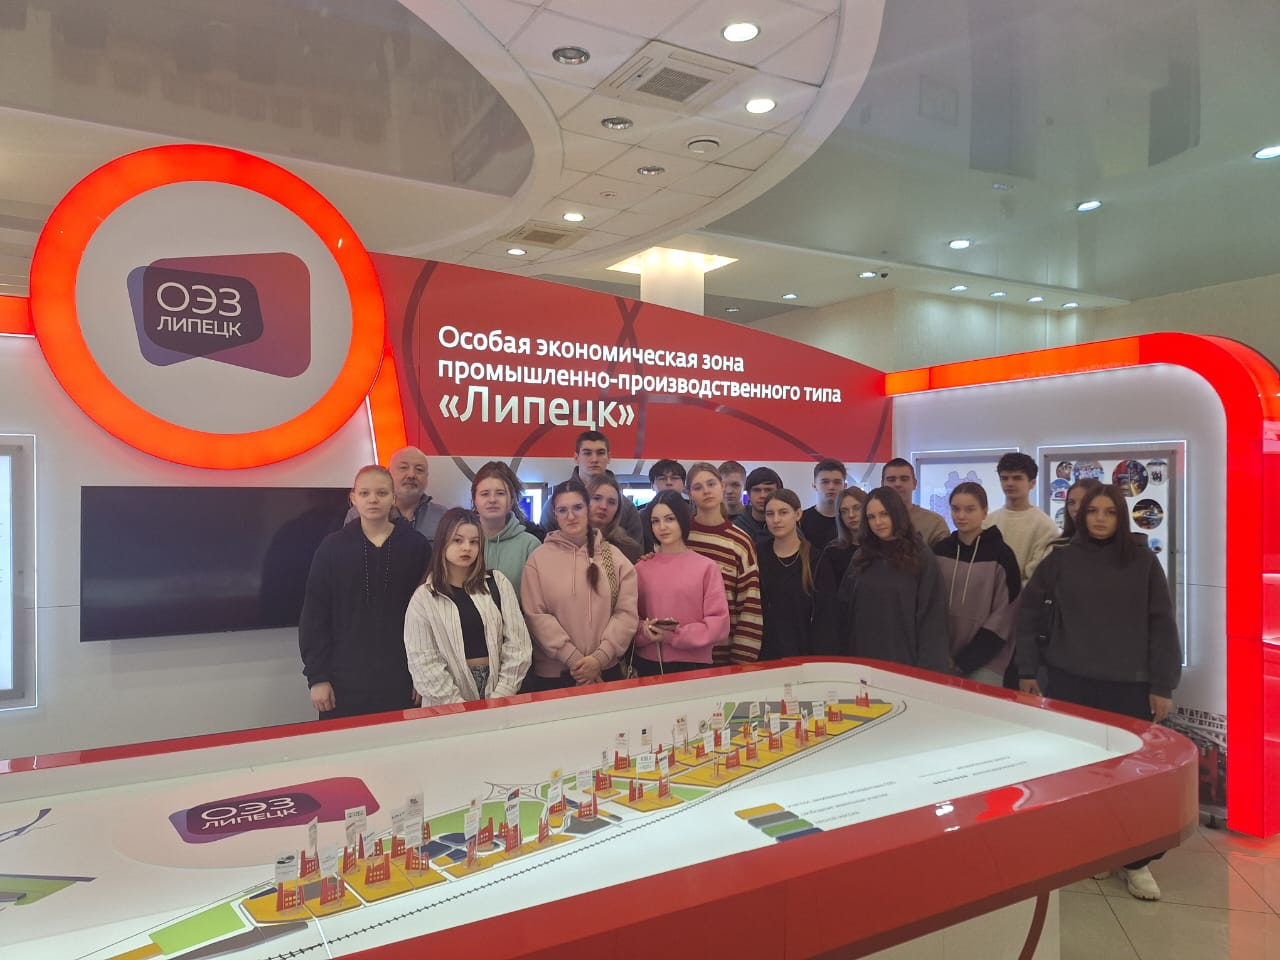 ОЭЗ
ЛИПЕЦК
Особая экономическая зона
промышленно-производственного типа
«Липецк»
ОЭЗ
ЛИПЕЦК